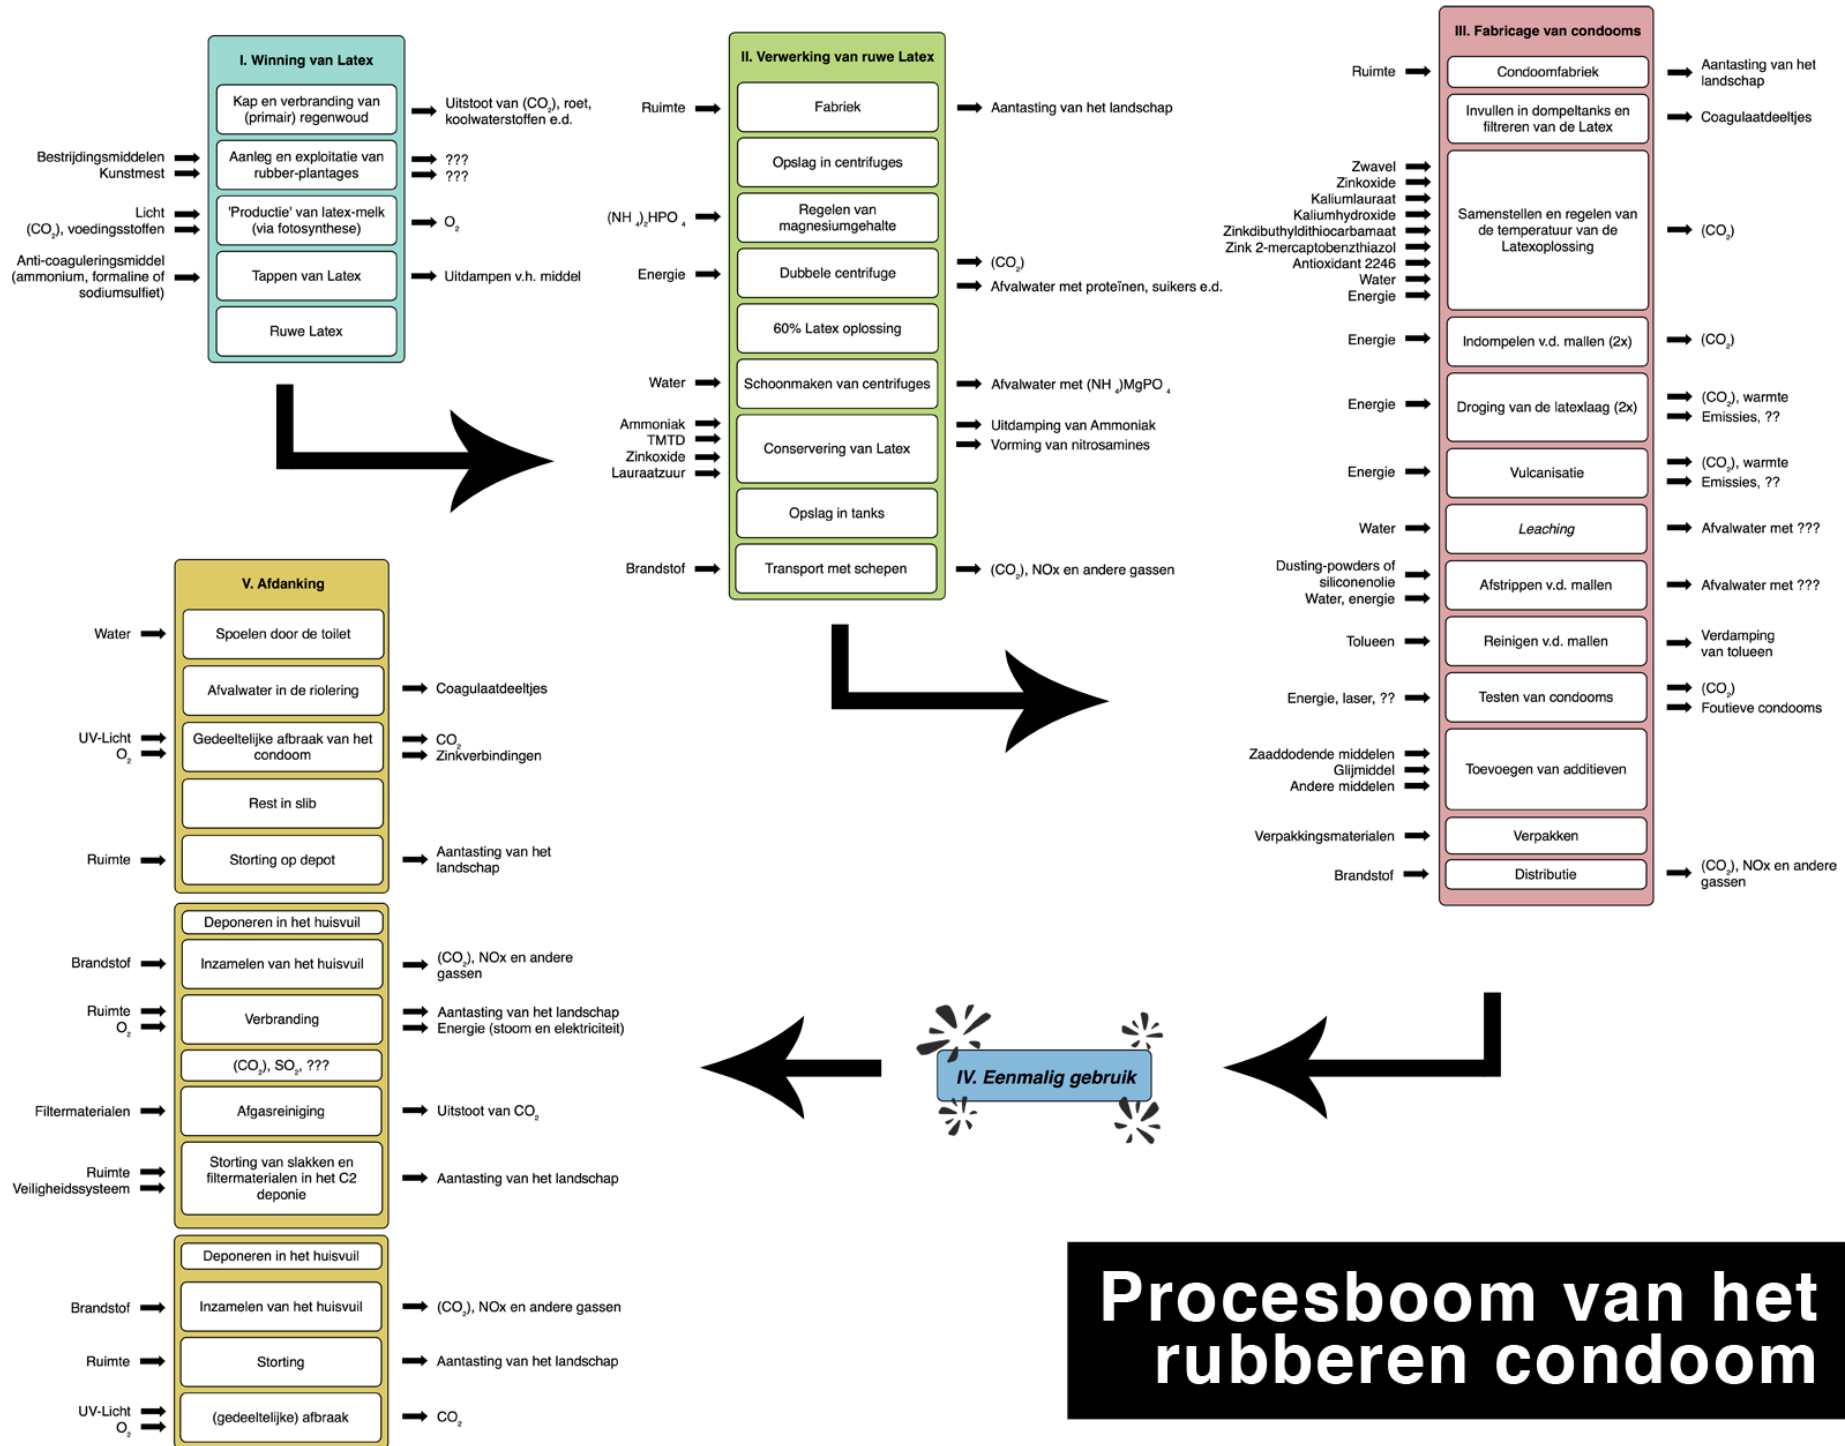 I. Winning van Latex
Kap en verbranding van
(primair) regenwoud
Uitstoot van (CO₂), roet,
koolwaterstoffen e.d.
Bestrijdingsmiddelen
Kunstmest
Aanleg en exploitatie van
rubber-plantages
???
???
Licht
(CO₂), voedingsstoffen
'Productie' van latex-melk
(via fotosynthese)
O₂
Anti-coaguleringsmiddel
(ammonium, formaline of
sodiumsulfiet)
Tappen van Latex
Uitdampen v.h. middel
Ruwe Latex
II. Verwerking van ruwe Latex
Ruimte
Fabriek
Aantasting van het landschap
Opslag in centrifuges
(NH₄)₂HPO₄
Regelen van
magnesiumgehalte
Energie
Dubbele centrifuge
(CO₂)
Afvalwater met proteïnen, suikers e.d.
60% Latex oplossing
Water
Schoonmaken van centrifuges
Afvalwater met (NH₄)MgPO₄
Ammoniak
TMTD
Zinkoxide
Lauraatzuur
Conservering van Latex
Uitdamping van Ammoniak
Vorming van nitrosamines
Opslag in tanks
Brandstof
Transport met schepen
(CO₂), NOx en andere gassen
III. Fabricage van condooms
Ruimte
Condoomfabriek
Aantasting van het
landschap
Invullen in dompeltanks en
filtreren van de Latex
Coagulaatdeeltjes
Zwavel
Zinkoxide
Kaliumlauraat
Kaliumhydroxide
Zinkdibuthyldithiocarbamaat
Zink 2-mercaptobenzthiazol
Antioxidant 2246
Water
Energie
Samenstellen en regelen van
de temperatuur van de
Latexoplossing
(CO₂)
Energie
Indompelen v.d. mallen (2x)
(CO₂)
Energie
Droging van de latexlaag (2x)
(CO₂), warmte
Emissies, ??
Energie
Vulcanisatie
(CO₂), warmte
Emissies, ??
Water
Leaching
Afvalwater met ???
Dusting-powders of
siliconenolie
Water, energie
Afstrippen v.d. mallen
Afvalwater met ???
Tolueen
Reinigen v.d. mallen
Verdamping
van tolueen
Energie, laser, ??
Testen van condooms
(CO₂)
Foutieve condooms
Zaaddodende middelen
Glijmiddel
Andere middelen
Toevoegen van additieven
Verpakkingsmaterialen
Verpakken
Brandstof
Distributie
(CO₂), NOx en andere
gassen
IV. Eenmalig gebruik
V. Afdanking
Water
Spoelen door de toilet
Afvalwater in de riolering
Coagulaatdeeltjes
UV-Licht
O₂
Gedeeltelijke afbraak van het
condoom
CO₂
Zinkverbindingen
Rest in slib
Ruimte
Storting op depot
Aantasting van het
landschap
Deponeren in het huisvuil
Brandstof
Inzamelen van het huisvuil
(CO₂), NOx en andere
gassen
Ruimte
O₂
Verbranding
Aantasting van het landschap
Energie (stoom en elektriciteit)
(CO₂), SO₂, ???
Filtermaterialen
Afgasreiniging
Uitstoot van CO₂
Ruimte
Veiligheidssysteem
Storting van slakken en
filtermaterialen in het C2
deponie
Aantasting van het landschap
Deponeren in het huisvuil
Brandstof
Inzamelen van het huisvuil
(CO₂), NOx en andere gassen
Ruimte
Storting
Aantasting van het landschap
UV-Licht
O₂
(gedeeltelijke) afbraak
CO₂
Procesboom van het
rubberen condoom